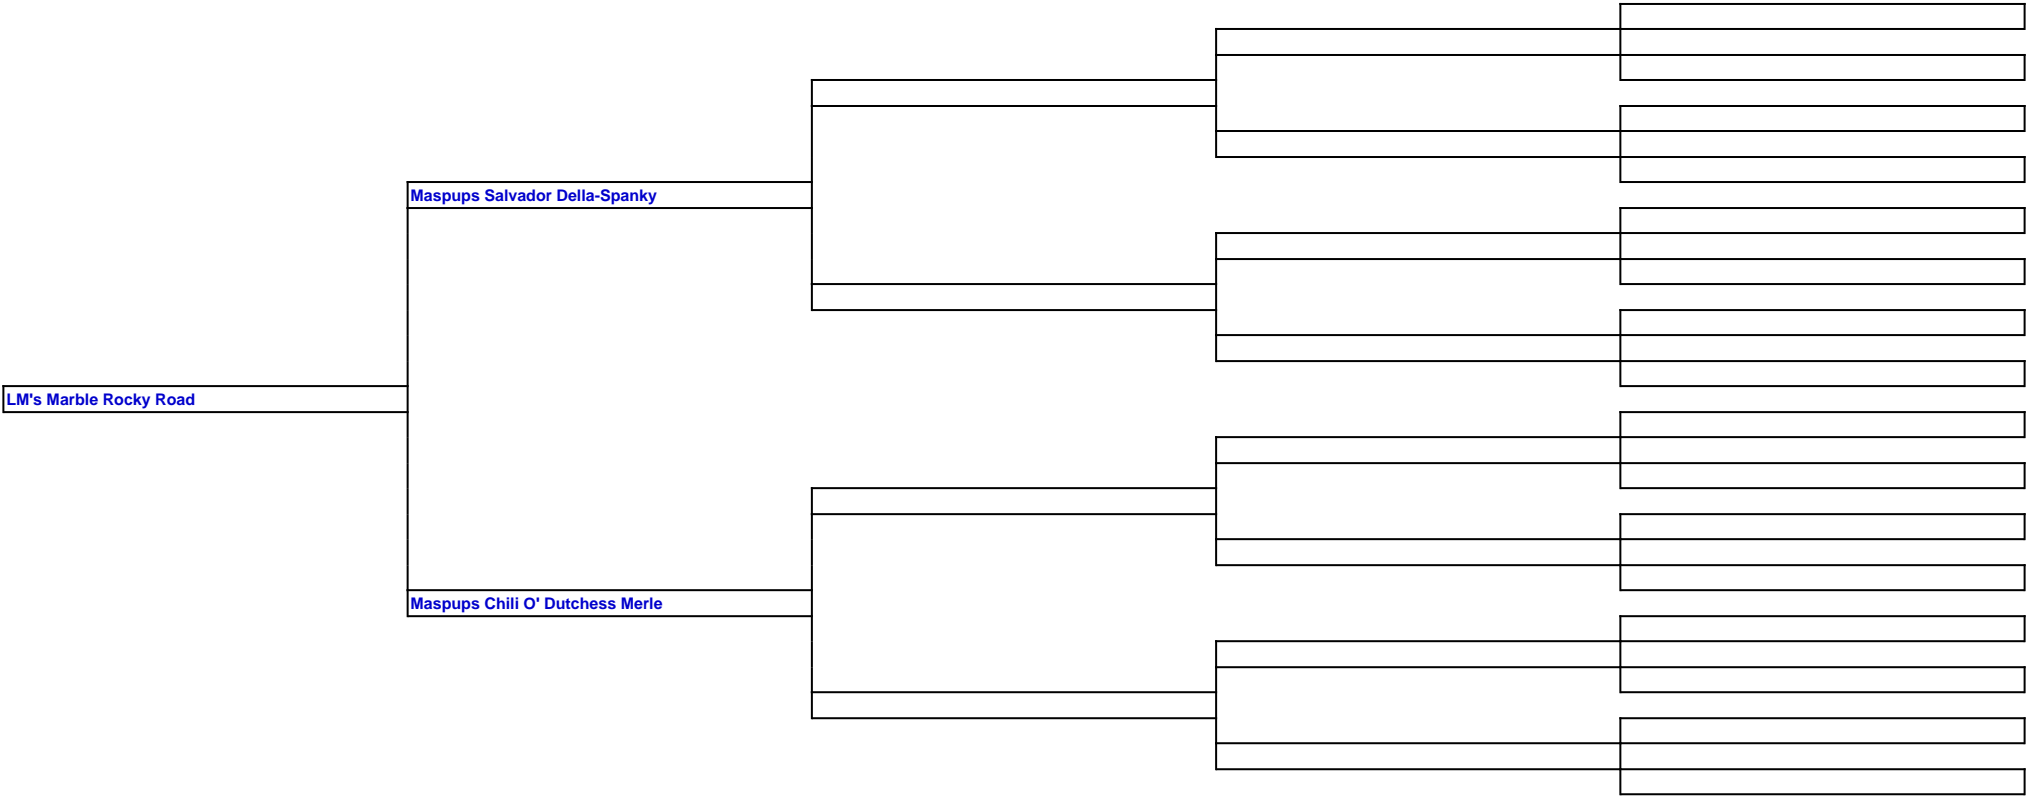 Maspups Salvador Della-Spanky
LM's Marble Rocky Road
Maspups Chili O' Dutchess Merle